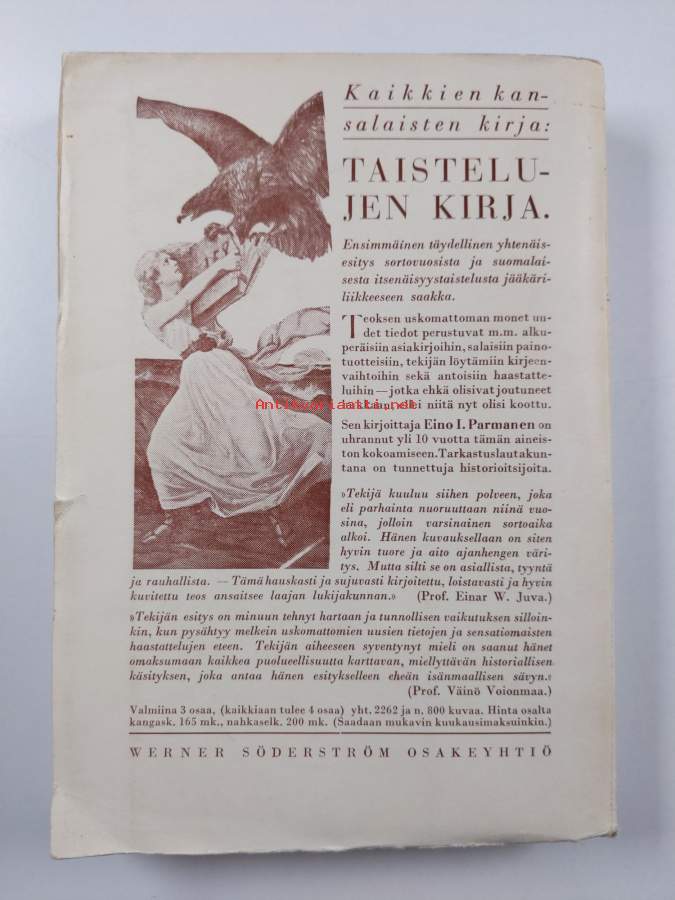 Kaikkien kan-
salaisten kirja:
TAISTELU-
JEN KIRJA.
Ensimmäinen täydellinen yhtenäis-
esitys sortovuosista ja suomalai-
sesta itsenäisyystaistelusta jääkäri-
liikkeeseen saakka.
Teoksen uskomattoman monet uu-
det tiedot perustuvat m.m. alku-
peräisiin asiakirjoihin, salaisiin paino-
tuotteisiin, tekijän löytämiin kirjeen-
vaihtoihin sekä antoisiin haastatte-
luihin — jotka ehkä olisivat joutuneet
hukkaan, ellei niitä nyt olisi koottu.
Antikvariaatti.net
Sen kirjoittaja Eino I. Parmanen on
uhrannut yli 10 vuotta tämän aineis-
ton kokoamiseen. Tarkastuslautakun-
tana on tunnettuja historioitsijoita.
»Tekijä kuuluu siihen polveen, joka
eli parhainta nuoruuttaan niinä vuo-
sina, jolloin varsinainen sortoaika
alkoi. Hänen kuvauksellaan on siten
hyvin tuore ja aito ajanhengen väri-
tys. Mutta silti se on asiallista, tyyntä
ja rauhallista. — Tämä hauskasti ja sujuvasti kirjoitettu, loistavasti ja hyvin
kuvitettu teos ansaitsee laajan lukijakunnan.» (Prof. Einar W. Juva.)
»Tekijän esitys on minuun tehnyt hartaan ja tunnollisen vaikutuksen silloin-
kin, kun pysähtyy melkein uskomattomien uusien tietojen ja sensatiomaisten
haastattelujen eteen. Tekijän aiheeseen syventynyt mieli on saanut hänet
omaksumaan kaikkea puolueellisuutta karttavan, miellyttävän historiallisen
käsityksen, joka antaa hänen esitykselleen eheän isänmaallisen sävyn.»
(Prof. Väinö Voionmaa.)
Valmiina 3 osaa, (kaikkiaan tulee 4 osaa) yht. 2262 ja n. 800 kuvaa. Hinta osalta
kangask. 165 mk., nahkaselk. 200 mk. (Saadaan mukavin kuukausimaksuinkin.)
WERNER SÖDERSTRÖM OSAKEYHTIÖ